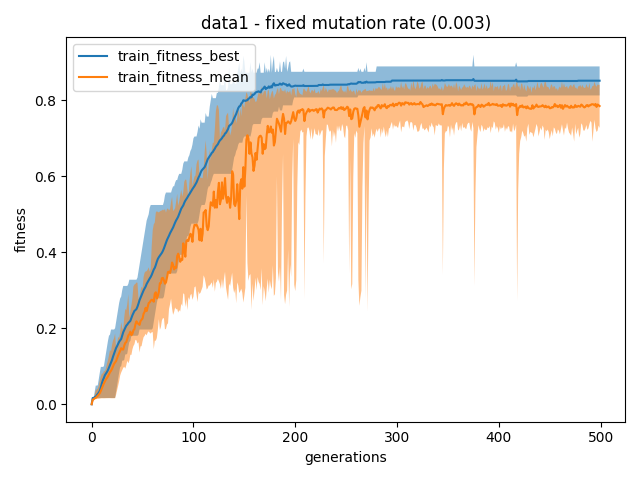 data1 - fixed mutation rate (0.003)
train_fitness_best
train_fitness_mean
fitness
0.8
0.6
0.4
0.2
0.0
0 100 200 300 400 500
generations